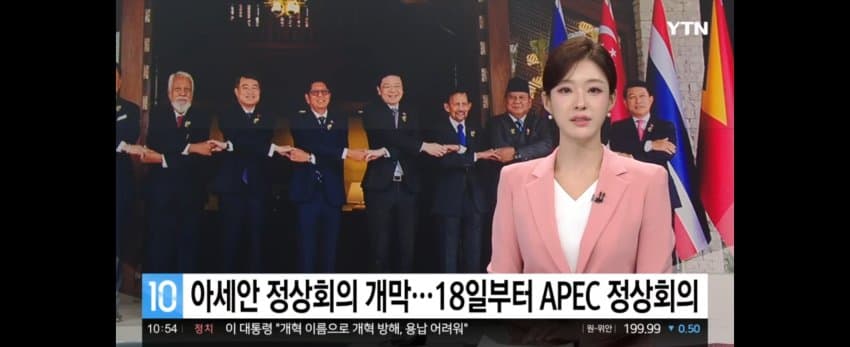 YTN
10 아세안 정상회의 개막…18일부터 APEC 정상회의
10:54 정치 이 대통령 "개혁 이름으로 개혁 방해, 용납 어려워" 원-위안 199.99 ▼ 0.50